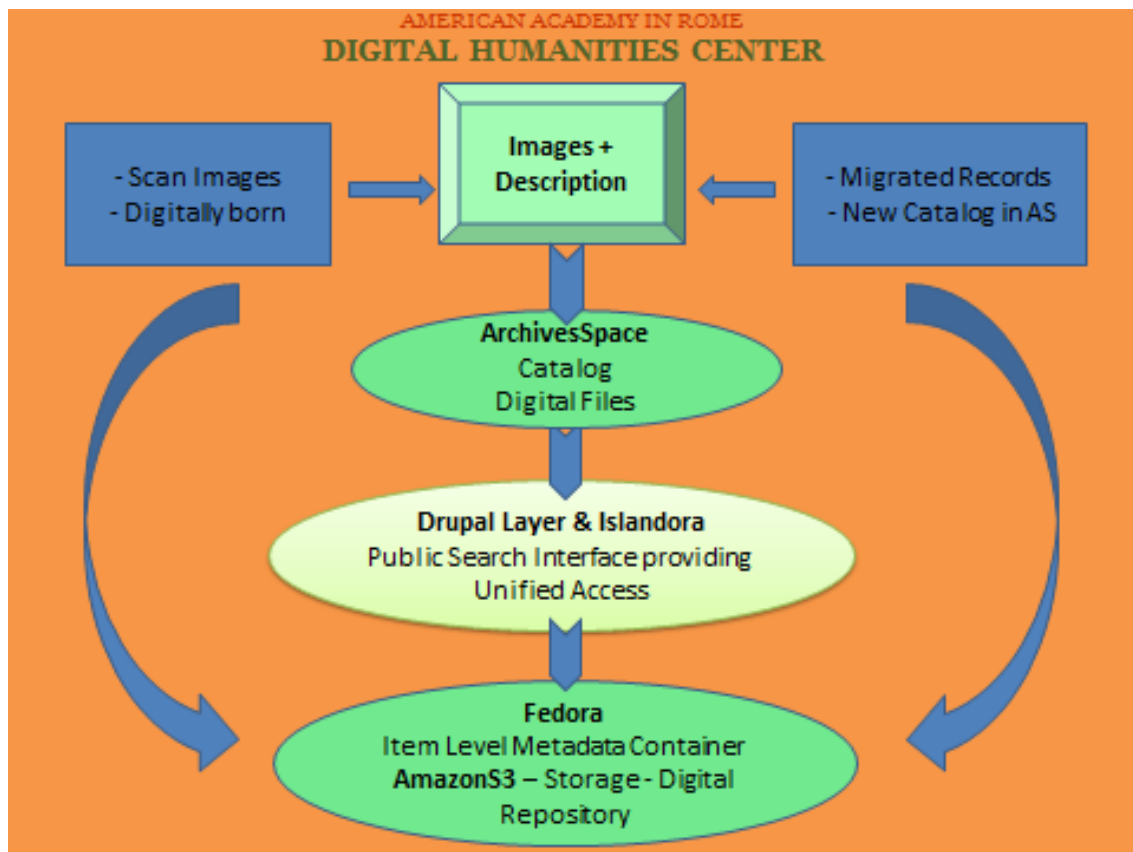 AMERICAN ACADEMY IN ROME
DIGITAL HUMANITIES CENTER
- Scan Images
- Digitally born
Images +
Description
- Migrated Records
- New Catalog in AS
ArchivesSpace
Catalog
Digital Files
Drupal Layer & Islandora
Public Search Interface providing
Unified Access
Fedora
Item Level Metadata Container
AmazonS3 – Storage - Digital
Repository